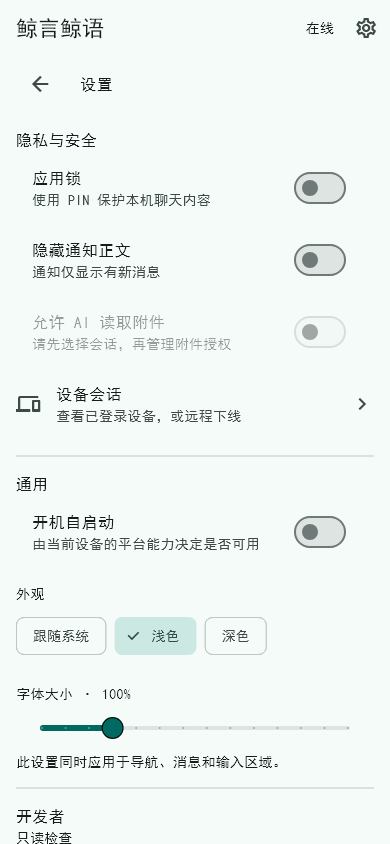 鲸言鲸语
在线
设置
隐私与安全
应用锁
使用 PIN 保护本机聊天内容
隐藏通知正文
通知仅显示有新消息
允许 AI 读取附件
请先选择会话，再管理附件授权
设备会话
查看已登录设备，或远程下线
通用
开机自启动
由当前设备的平台能力决定是否可用
外观
跟随系统
浅色
深色
字体大小 · 100%
此设置同时应用于导航、消息和输入区域。
开发者
只读检查